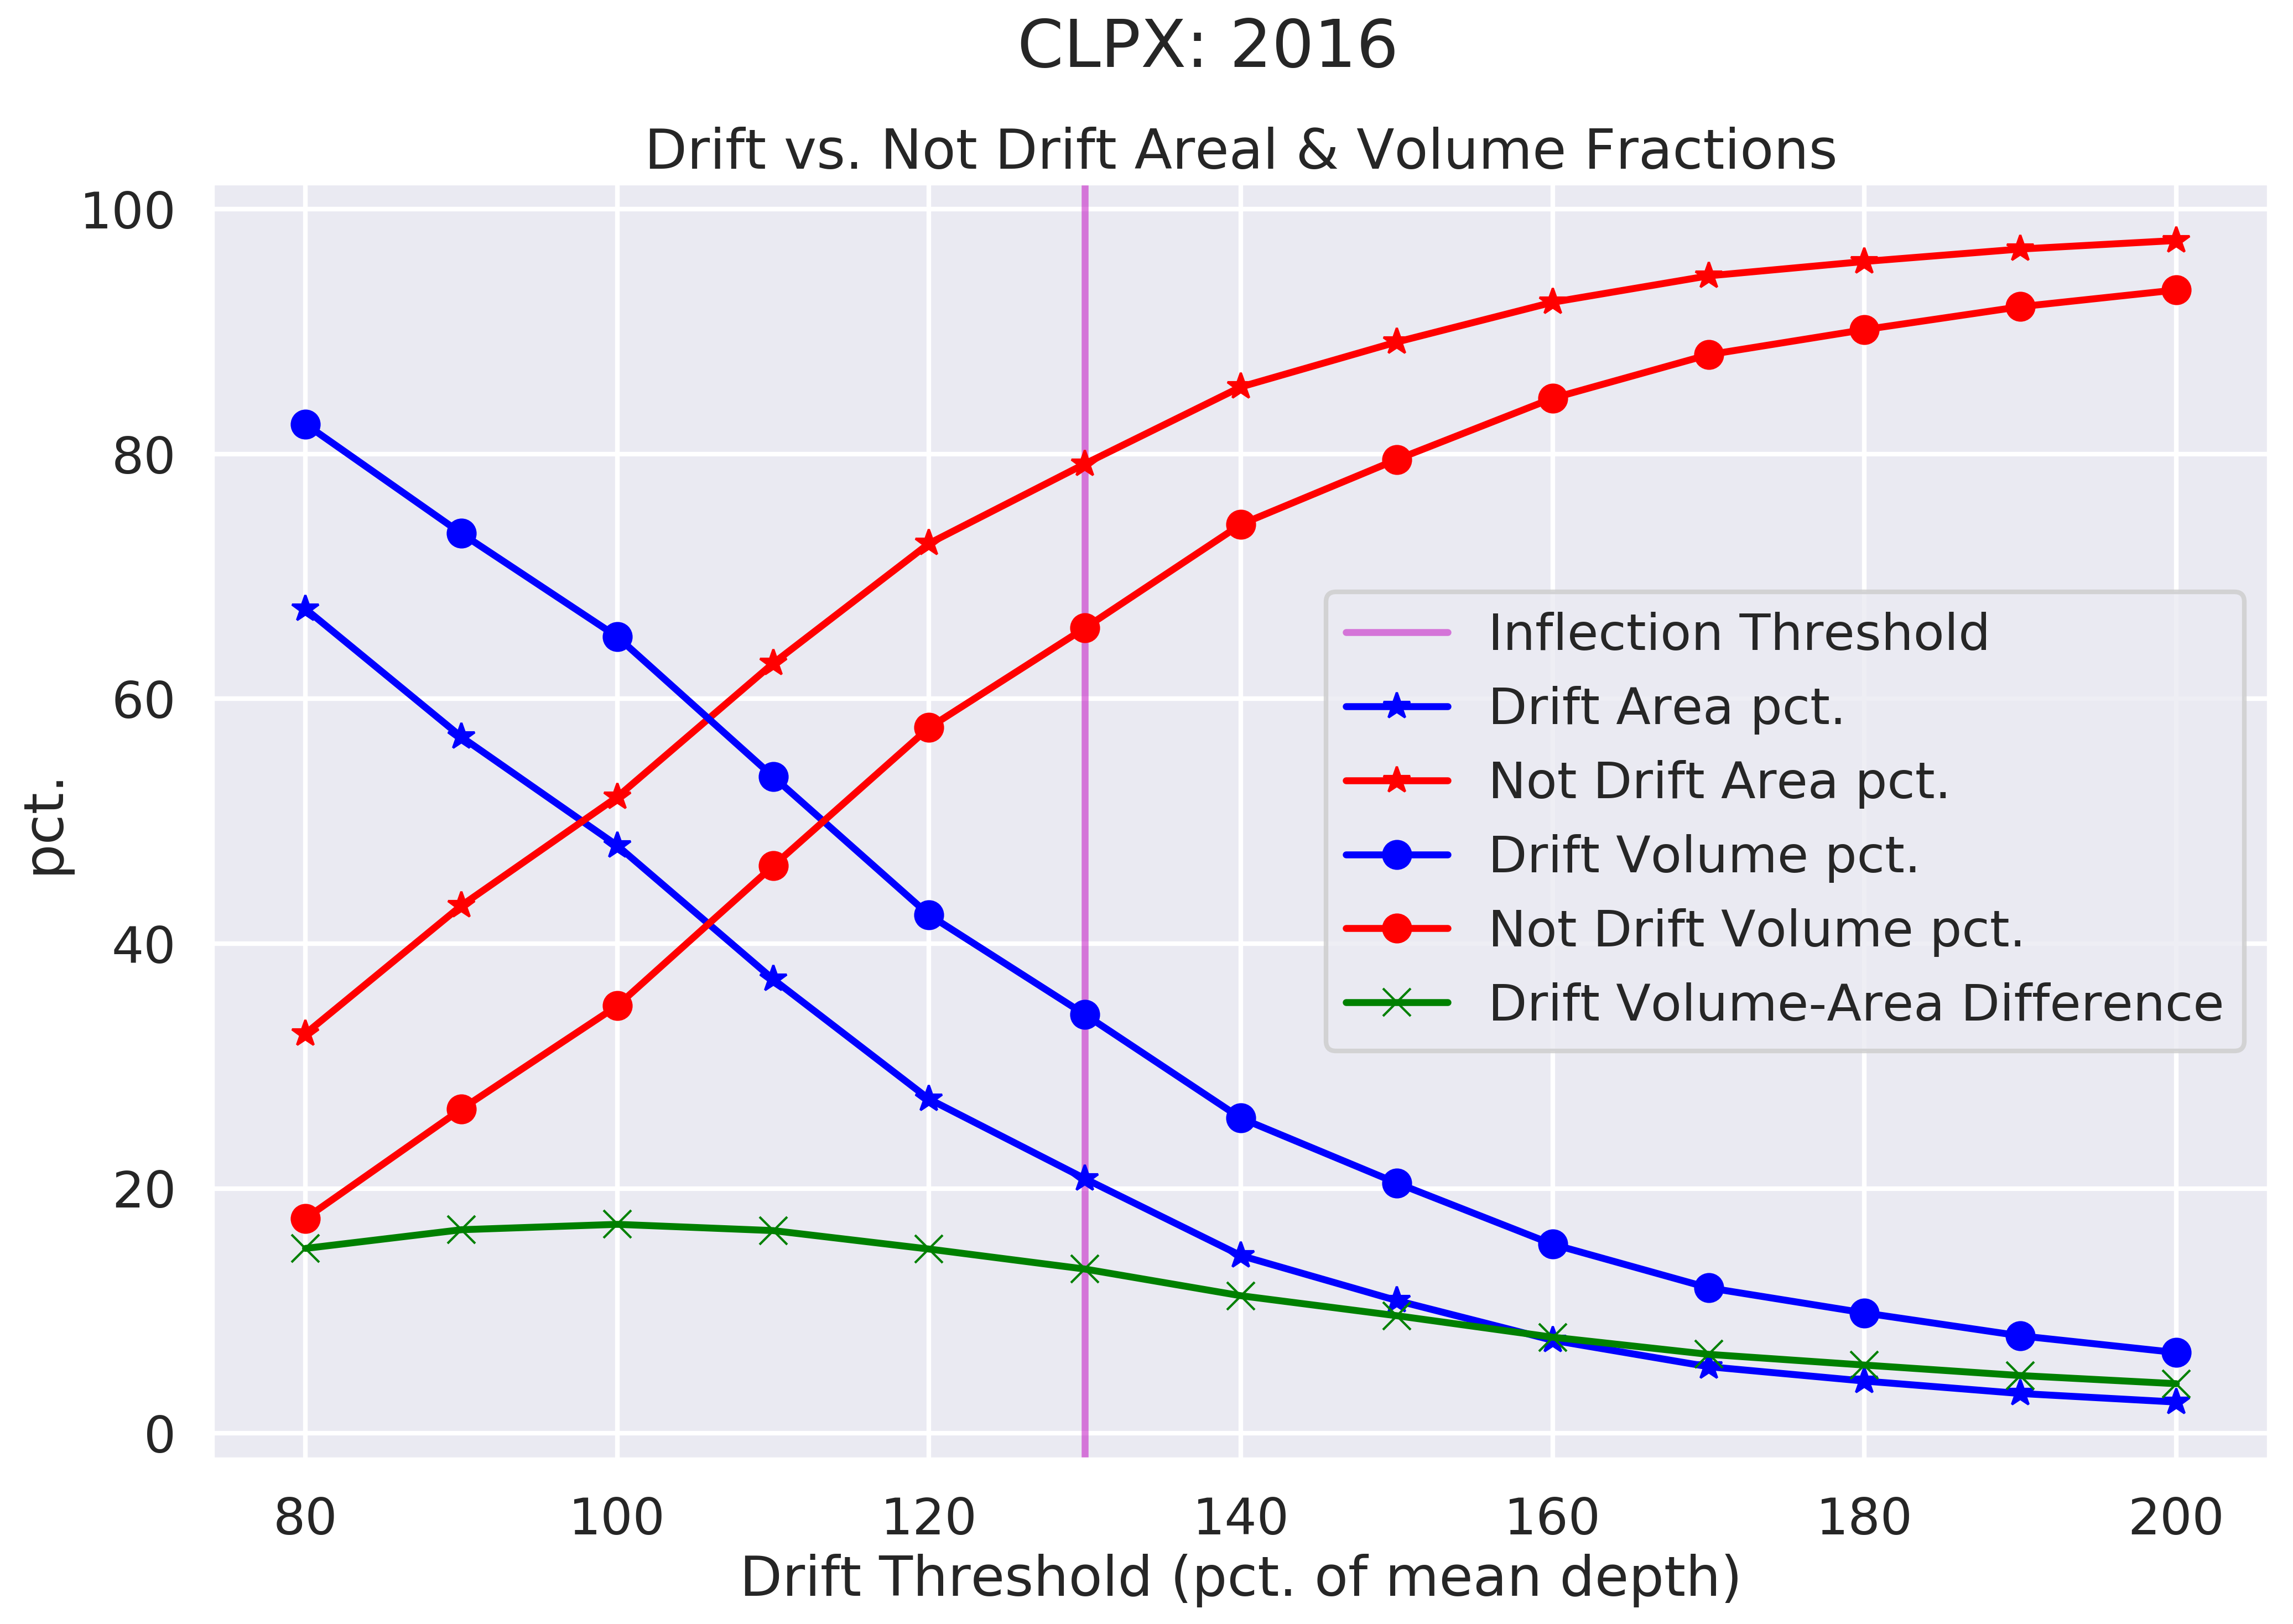 CLPX: 2016
Drift vs. Not Drift Areal & Volume Fractions
100
80
60
40
20
0
pct.
Inflection Threshold
Drift Area pct.
Not Drift Area pct.
Drift Volume pct.
Not Drift Volume pct.
Drift Volume-Area Difference
80 100 120 140 160 180 200
Drift Threshold (pct. of mean depth)